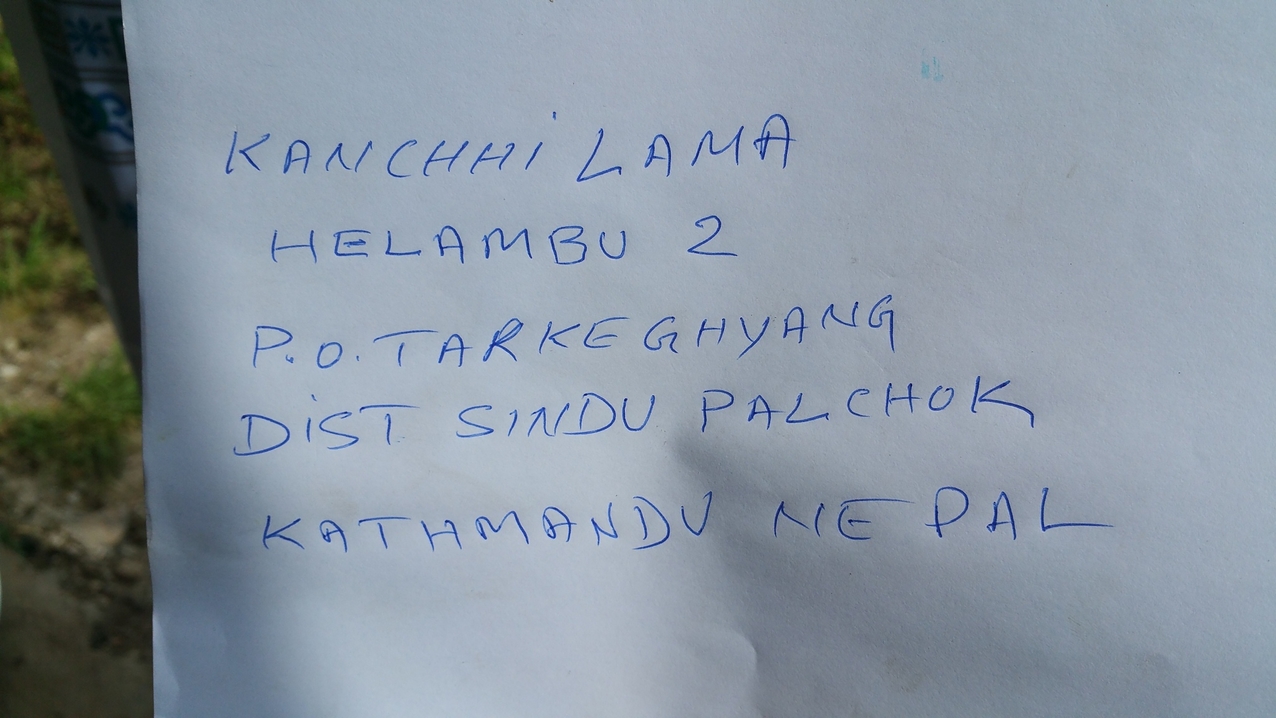 KANCHHi LAMA
HELAMBU 2
P.O. TARKEGHYANG
DiST SINDU PALCHOK
KATHMANDU NEPAL